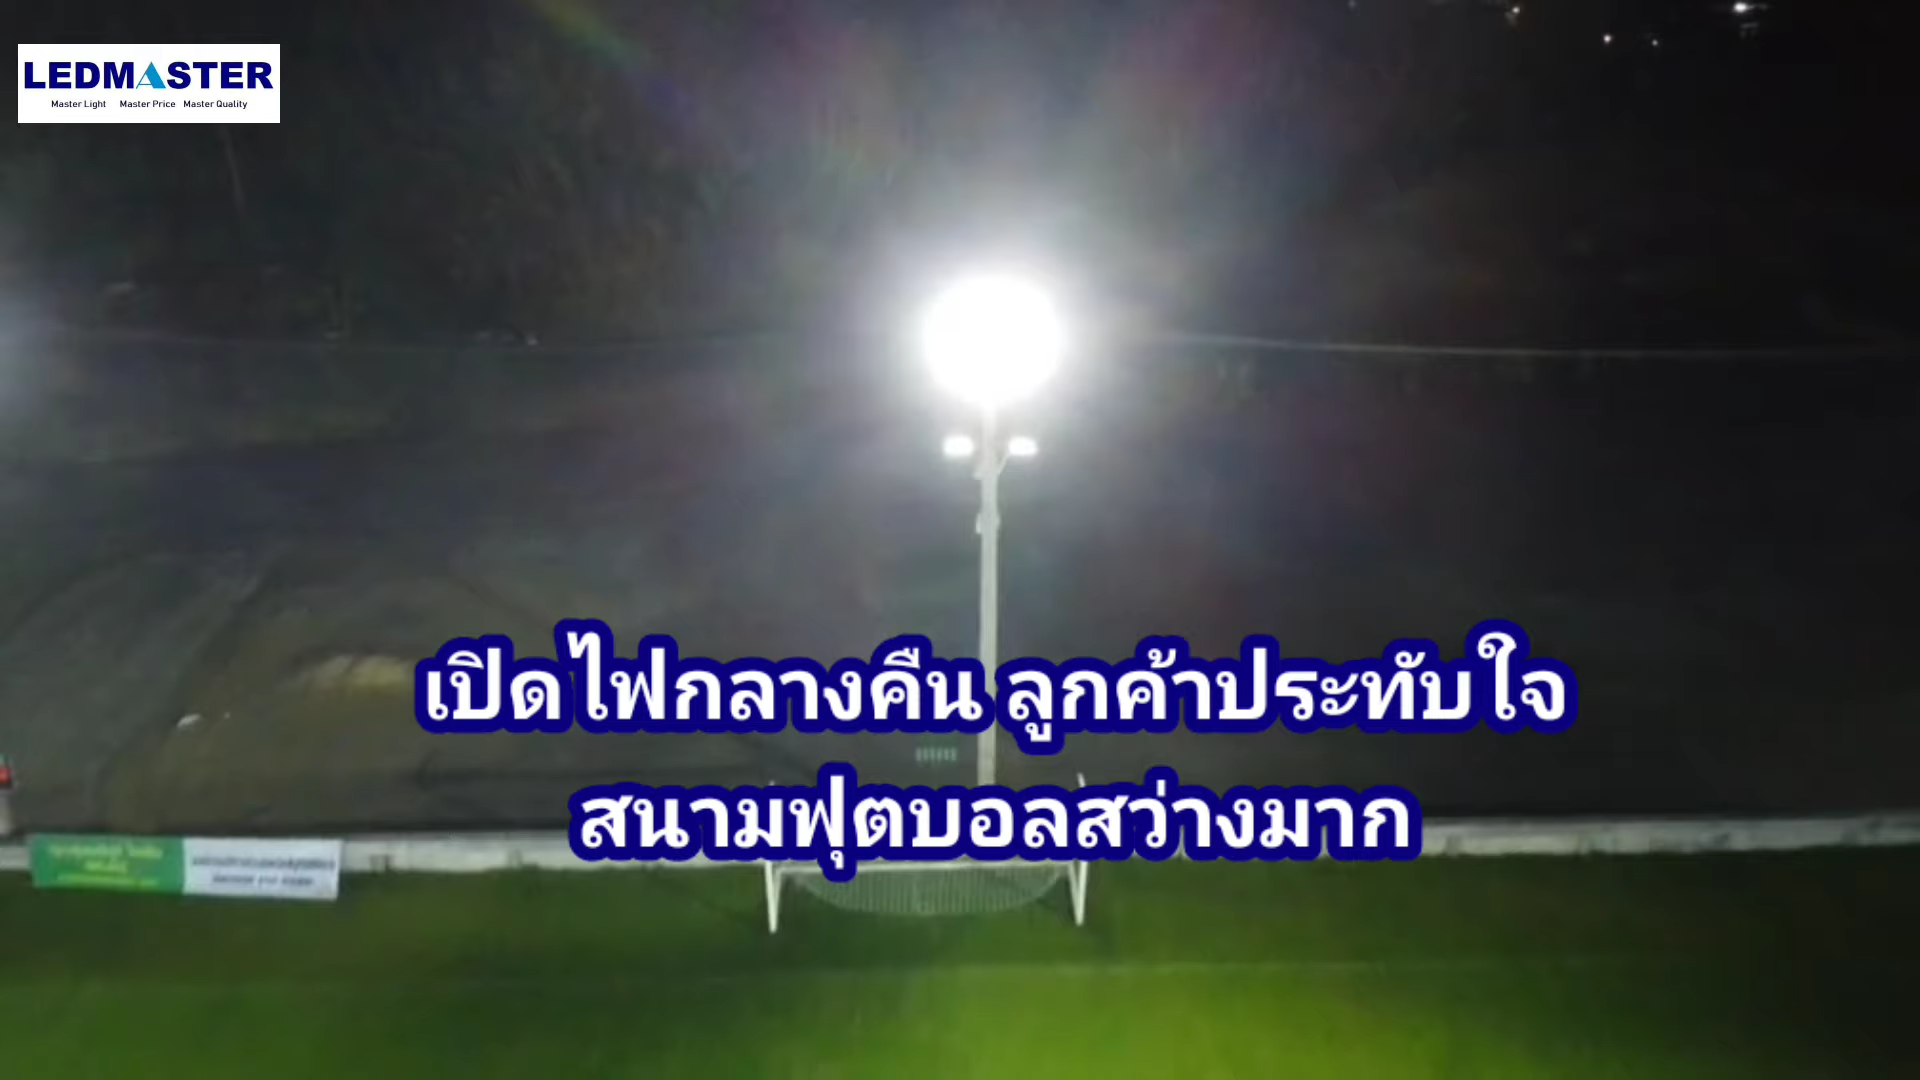 LEDMASTER
Master Light Master Price Master Quality
เปิดไฟกลางคืน ลูกค้าประทับใจ
สนามฟุตบอลสว่างมาก